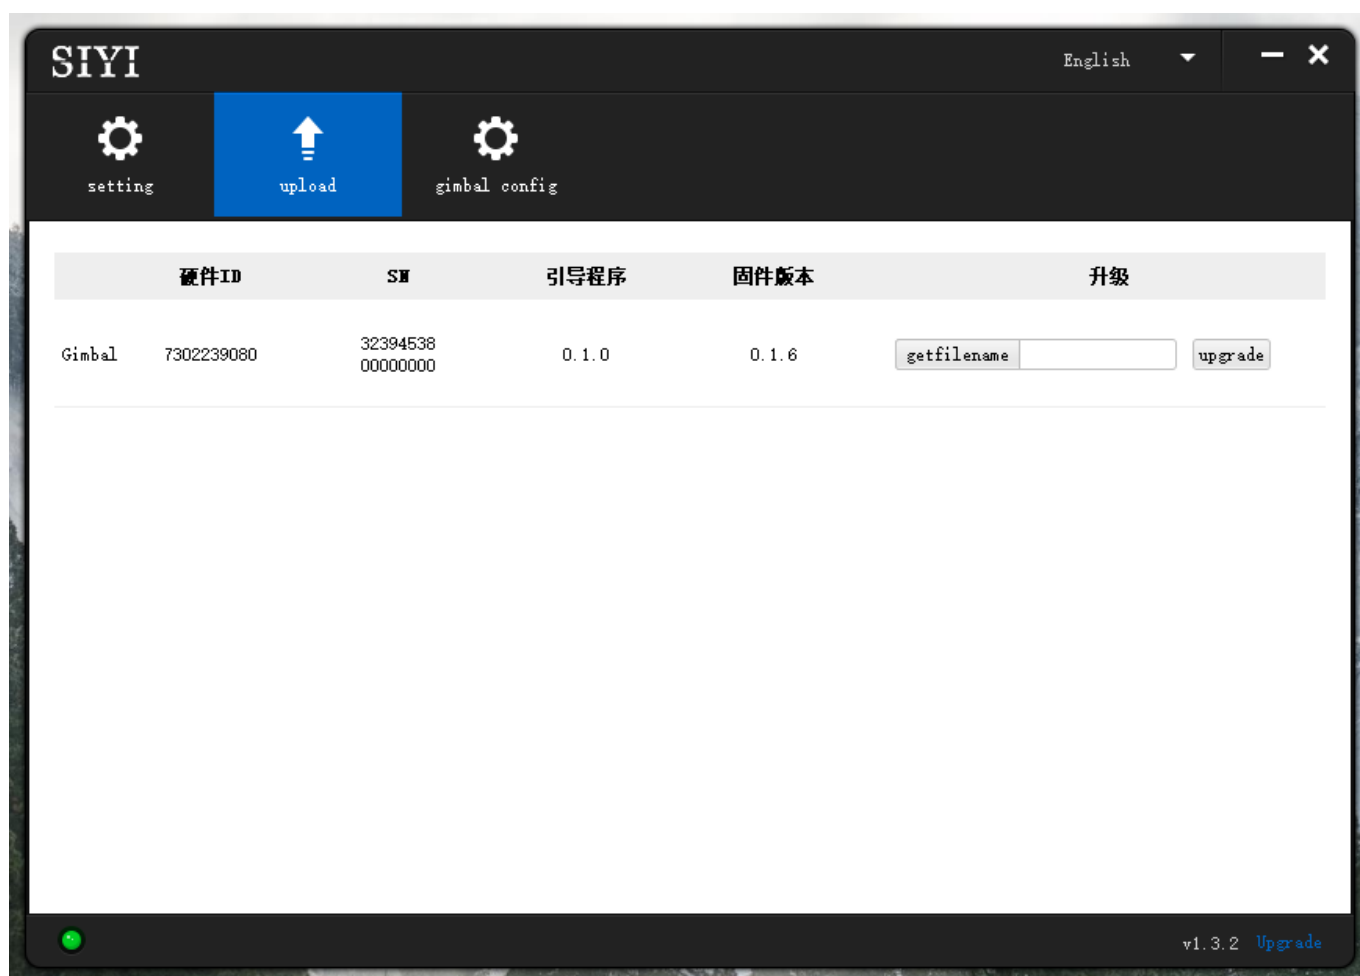 SIYI
English
setting
upload
gimbal config
硬件ID SN 引导程序 固件版本 升级
Gimbal 7302239080 32394538 0.1.0 0.1.6 getfilename upgrade
00000000
v1.3.2 Upgrade